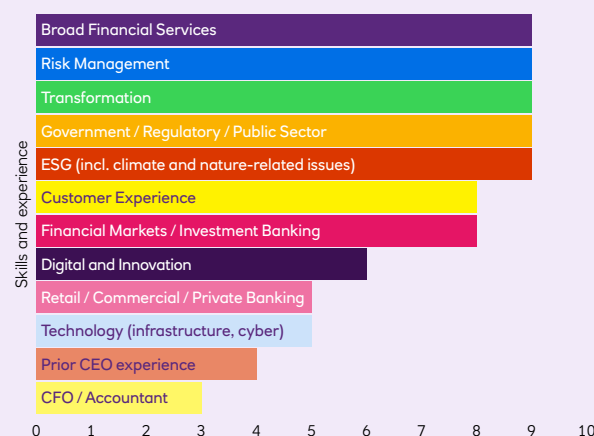 Broad Financial Services
Risk Management
Transformation
Government / Regulatory / Public Sector
ESG (incl. climate and nature-related issues)
Customer Experience
Financial Markets / Investment Banking
Digital and Innovation
Retail / Commercial / Private Banking
Technology (infrastructure, cyber)
Prior CEO experience
CFO / Accountant
Skills and experience
0 1 2 3 4 5 6 7 8 9 10